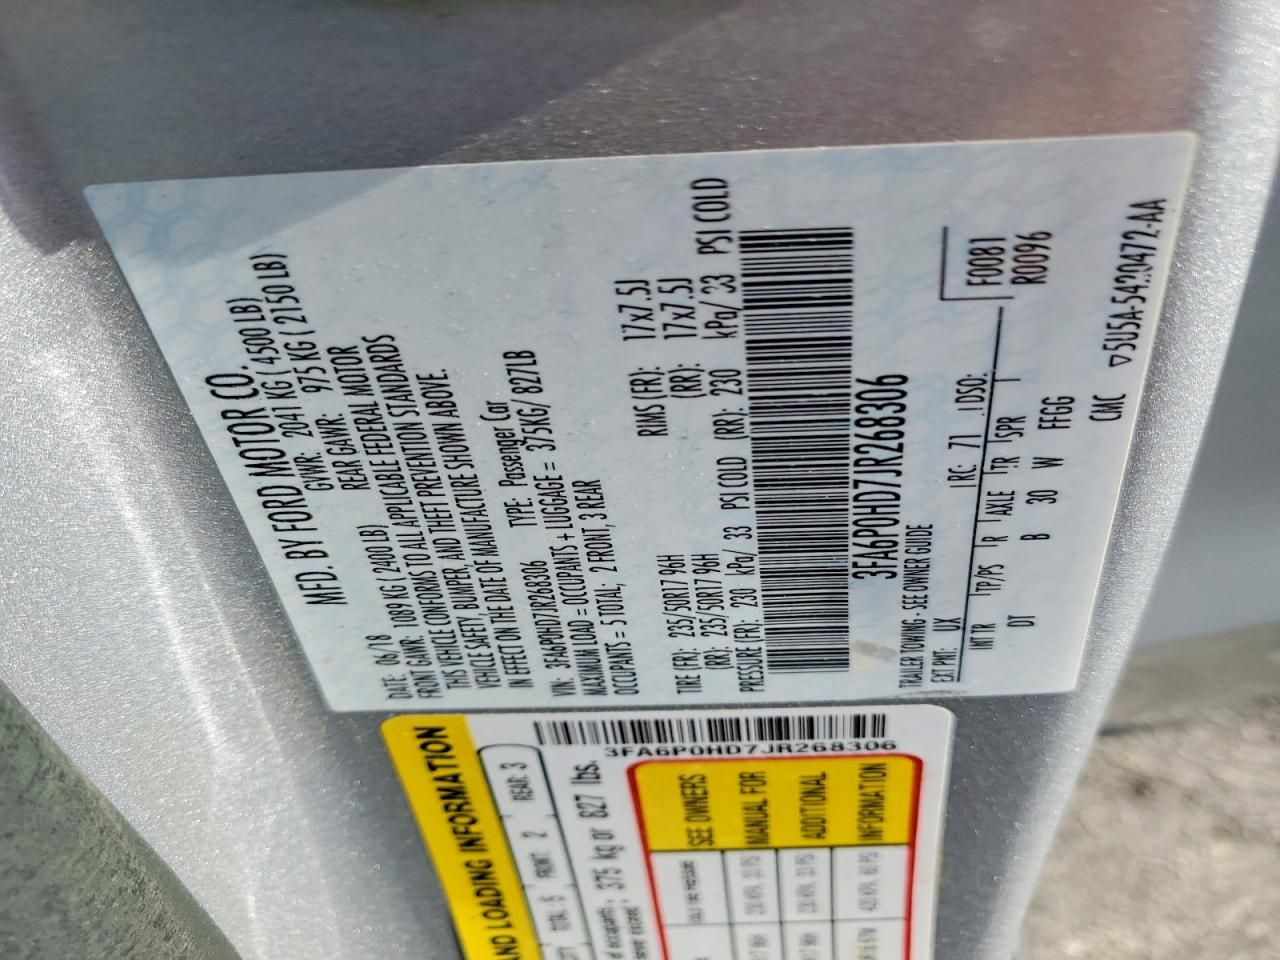 MFD. BY FORD MOTOR CO.
DATE: 06/18 GVWR: 2041 KG ( 4500 LB)
FRONT GAWR: 1089 KG ( 2400 LB) REAR GAWR: 975 KG ( 2150 LB)
THIS VEHICLE CONFORMS TO ALL APPLICABLE FEDERAL MOTOR
VEHICLE SAFETY, BUMPER, AND THEFT PREVENTION STANDARDS
IN EFFECT ON THE DATE OF MANUFACTURE SHOWN ABOVE.
VIN: 3FA6P0HD7JR268306 TYPE: Passenger Car
MAXIMUM LOAD = OCCUPANTS + LUGGAGE = 375KG/ 827LB
OCCUPANTS = 5 TOTAL; 2 FRONT, 3 REAR
TIRE (FR): 235/50R17 96H RIMS (FR): 17x7.5J
(RR): 235/50R17 96H (RR): 17x7.5J
PRESSURE (FR): 230 kPa/ 33 PSI COLD (RR): 230 kPa/ 33 PSI COLD
3FA6P0HD7JR268306
TRAILER TOWING - SEE OWNER GUIDE
F0081
R0096
EXT PNT: UX RC: 71 DSO:
INT TR TP/PS R AXLE TR SPR
DT B 30 W FFGG
CMC ▽5U5A-5420472-AA
3FA6P0HD7JR268306
AND LOADING INFORMATION
TOTAL 5 FRONT: 2 REAR: 3
375 kg or 827 lbs.
SEE OWNERS
MANUAL FOR
ADDITIONAL
INFORMATION